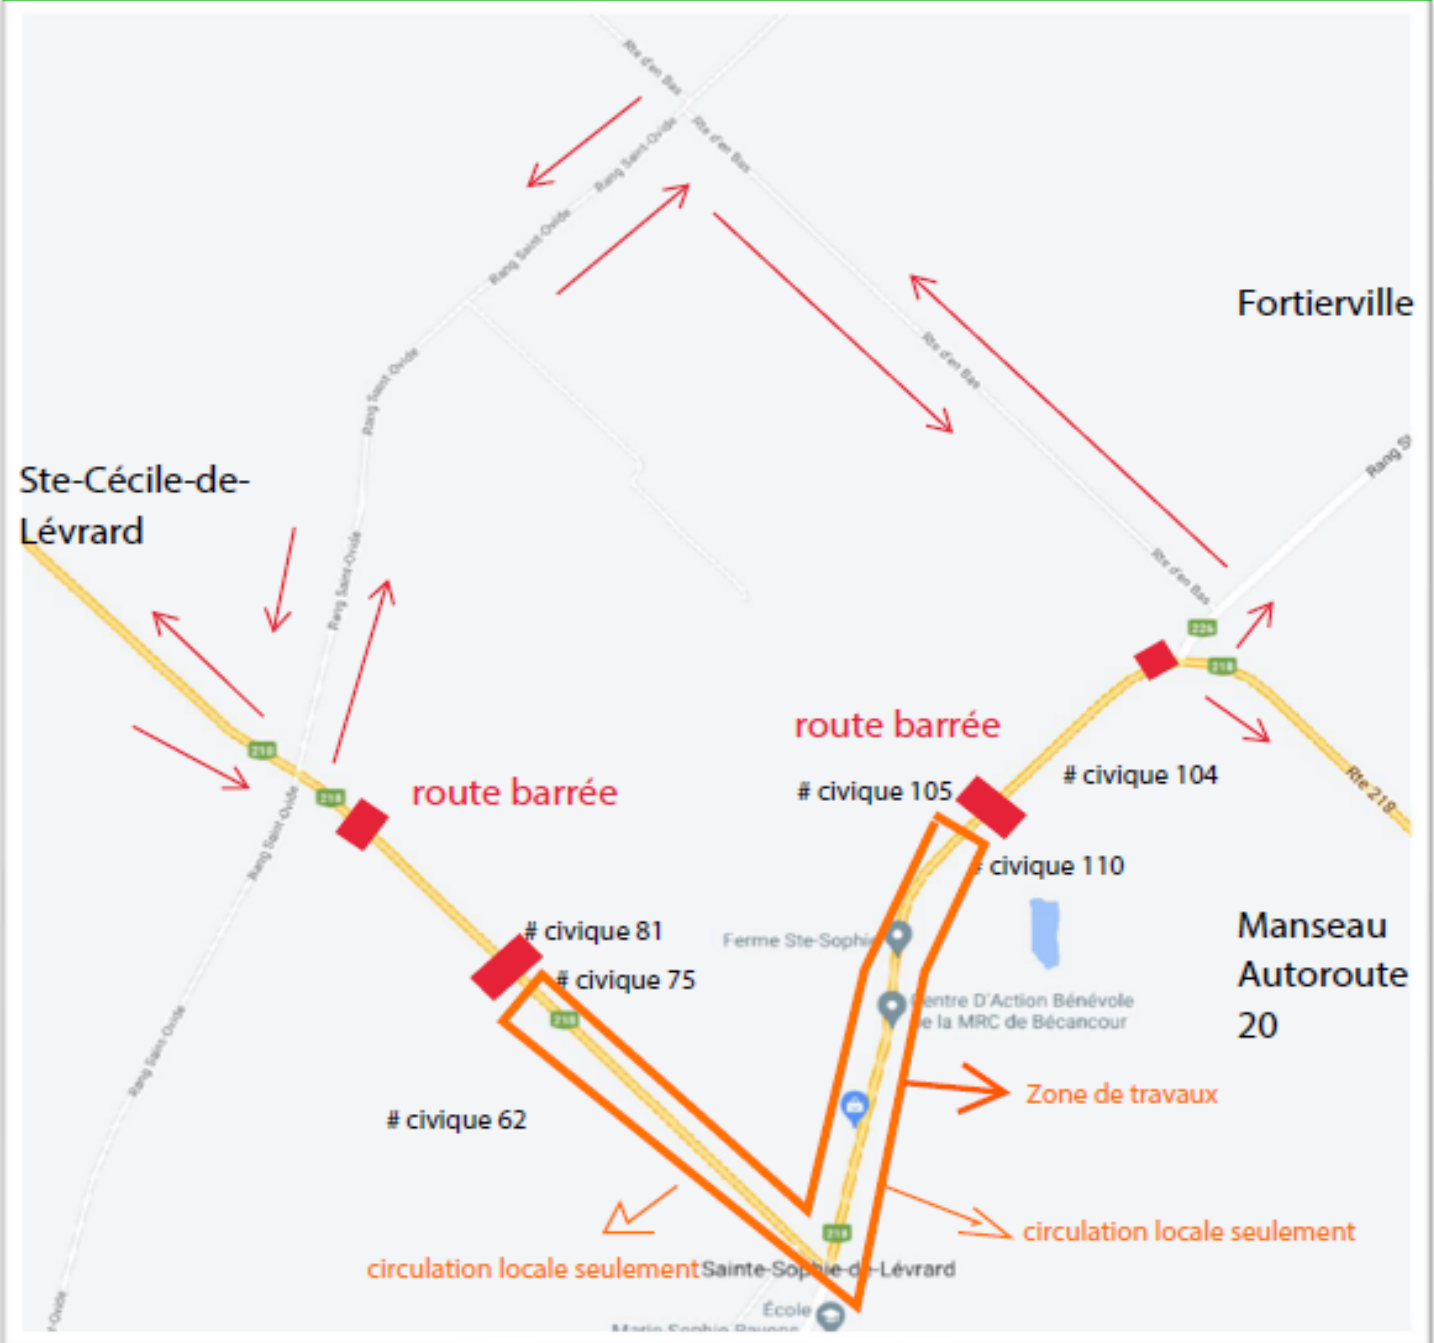 Rte d'en Bas
Rte d'en Bas
Rang Saint-Ovide
Rang Saint-Ovide
Fortierville
Rte d'en Bas
Rang Saint-Ovide
Rang S
Ste-Cécile-de-
Lévrard
Rang Saint-Ovide
Rte d'en Bas
226
218
route barrée
218
route barrée
218
# civique 104
# civique 105
Rte 218
Rang Saint-Ovide
# civique 110
# civique 81
Ferme Ste-Sophie
Manseau
Autoroute
20
# civique 75
Centre D'Action Bénévole
de la MRC de Bécancour
218
Rang Saint-Ovide
Zone de travaux
# civique 62
218
circulation locale seulement
circulation locale seulement
Sainte-Sophie-de-Lévrard
École